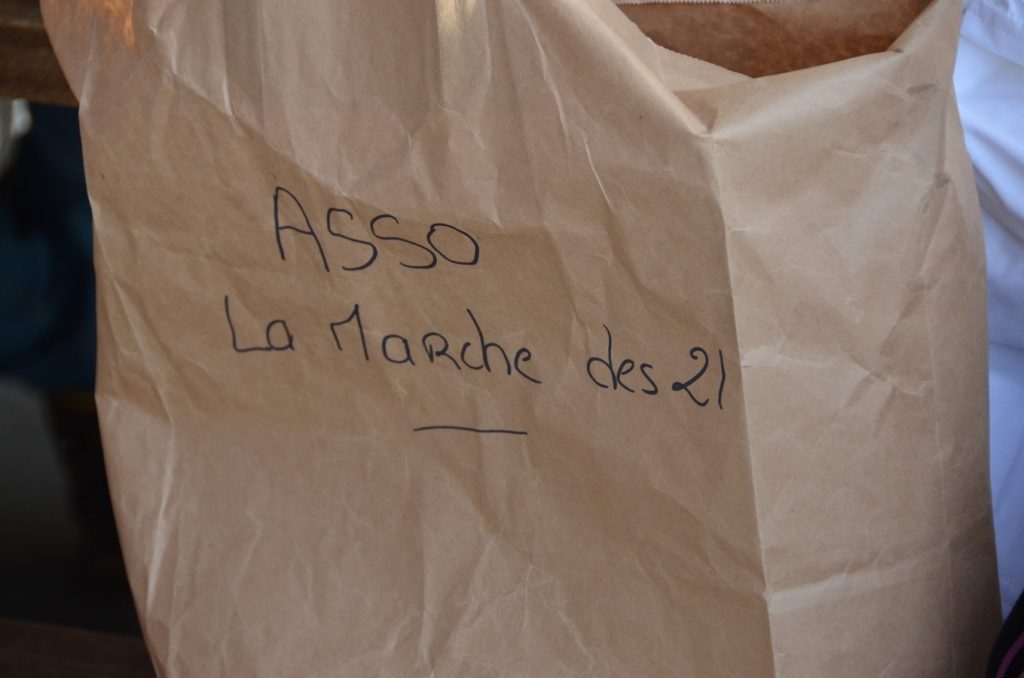 ASSO
La Marche des 21